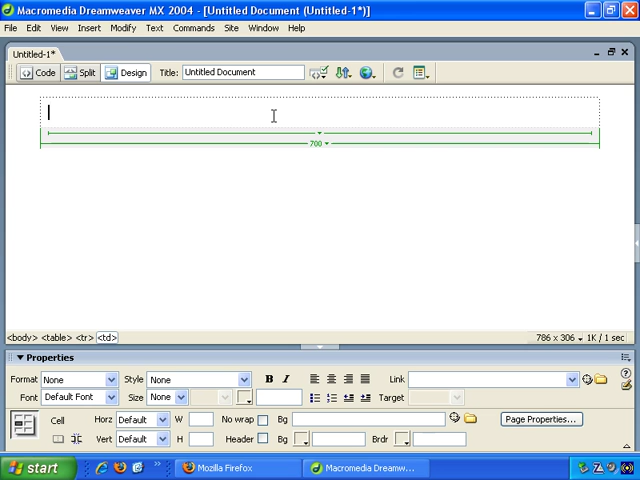 Macromedia Dreamweaver MX 2004 - [Untitled Document (Untitled-1*)]
File Edit View Insert Modify Text Commands Site Window Help
Untitled-1*
Code Split Design Title: Untitled Document
700
<body> <table> <tr> <td> 786 x 306 1K / 1 sec
Properties
Format None Style None B I Link
Font Default Font Size None Target
Cell Horz Default W No wrap Bg Page Properties...
Vert Default H Header Bg Brdr
start Mozilla Firefox Macromedia Dreamw...